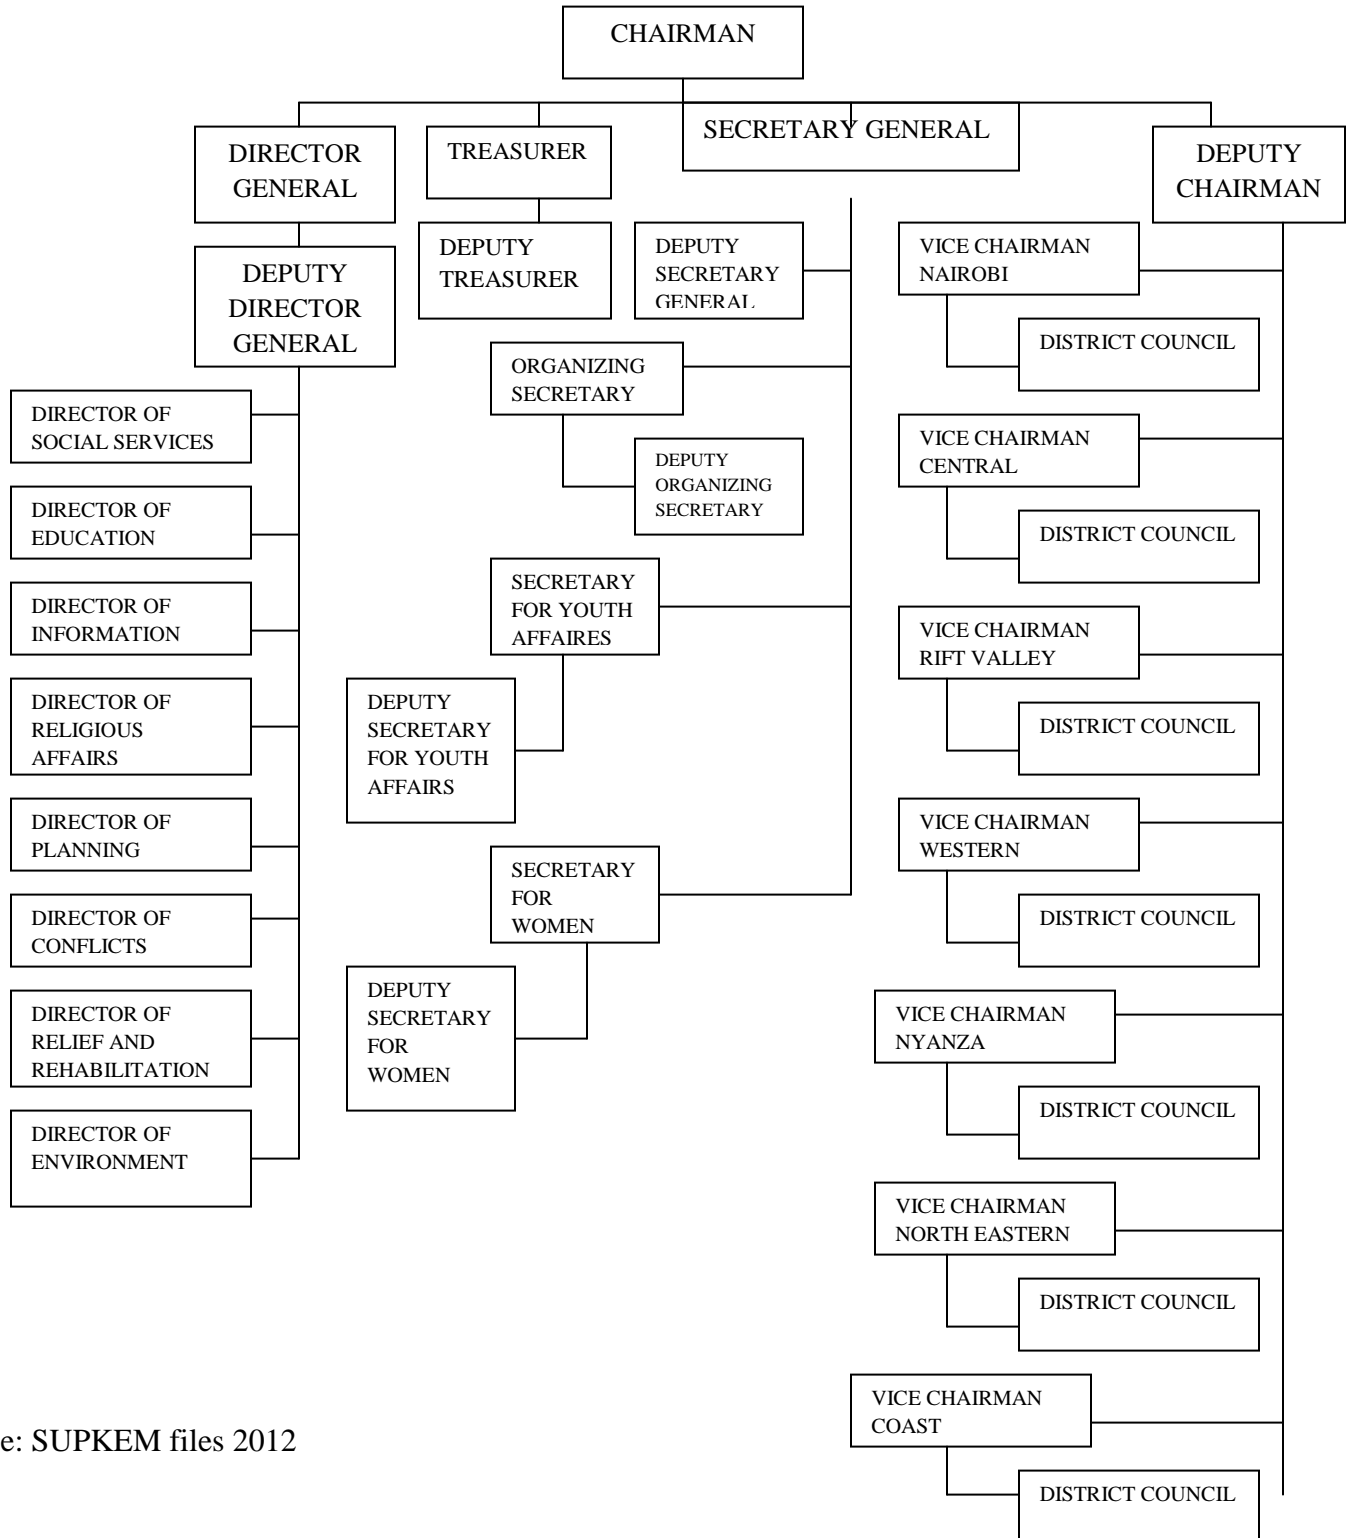 CHAIRMAN
DIRECTOR
GENERAL
TREASURER
SECRETARY GENERAL
DEPUTY
CHAIRMAN
DEPUTY
DIRECTOR
GENERAL
DEPUTY
TREASURER
DEPUTY
SECRETARY
GENERAL
VICE CHAIRMAN
NAIROBI
DISTRICT COUNCIL
ORGANIZING
SECRETARY
DEPUTY
ORGANIZING
SECRETARY
VICE CHAIRMAN
CENTRAL
DISTRICT COUNCIL
DIRECTOR OF
SOCIAL SERVICES
DIRECTOR OF
EDUCATION
DIRECTOR OF
INFORMATION
DIRECTOR OF
RELIGIOUS
AFFAIRS
DIRECTOR OF
PLANNING
DIRECTOR OF
CONFLICTS
DIRECTOR OF
RELIEF AND
REHABILITATION
DIRECTOR OF
ENVIRONMENT
SECRETARY
FOR YOUTH
AFFAIRES
DEPUTY
SECRETARY
FOR YOUTH
AFFAIRS
SECRETARY
FOR
WOMEN
DEPUTY
SECRETARY
FOR
WOMEN
VICE CHAIRMAN
RIFT VALLEY
DISTRICT COUNCIL
VICE CHAIRMAN
WESTERN
DISTRICT COUNCIL
VICE CHAIRMAN
NYANZA
DISTRICT COUNCIL
VICE CHAIRMAN
NORTH EASTERN
DISTRICT COUNCIL
VICE CHAIRMAN
COAST
DISTRICT COUNCIL
e: SUPKEM files 2012